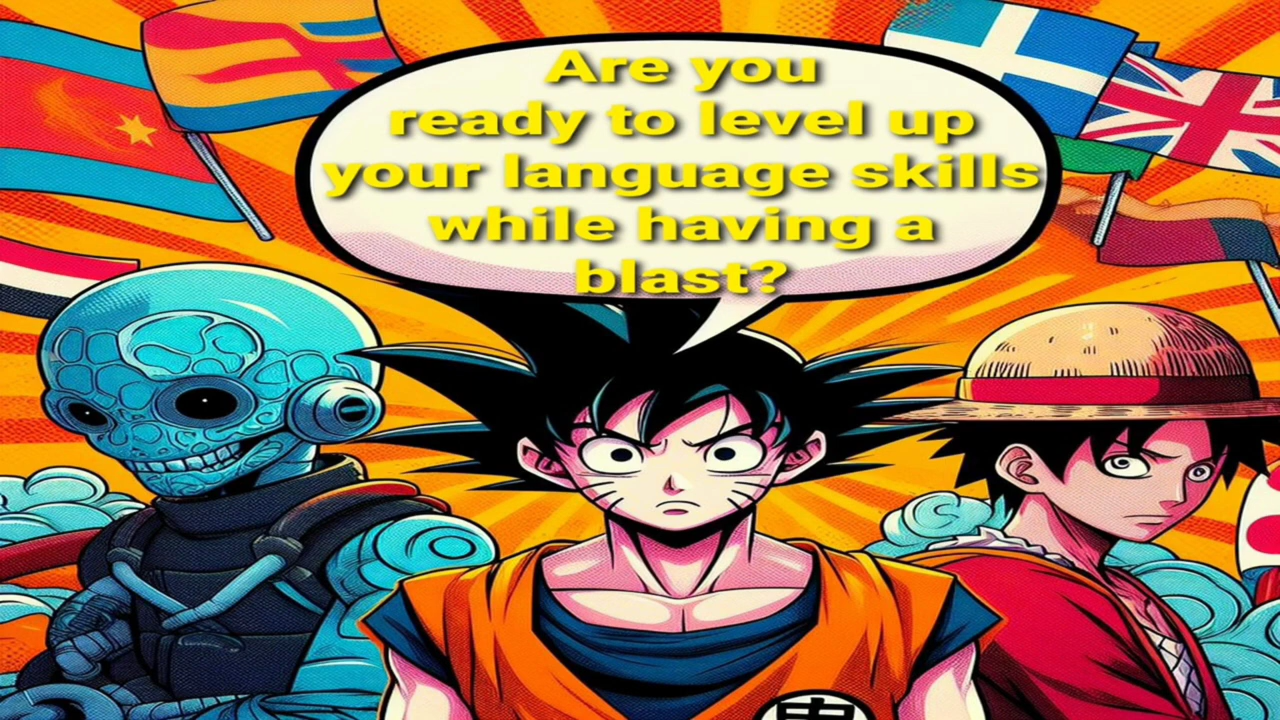 Are you
ready to level up
your language skills
while having a
blast?